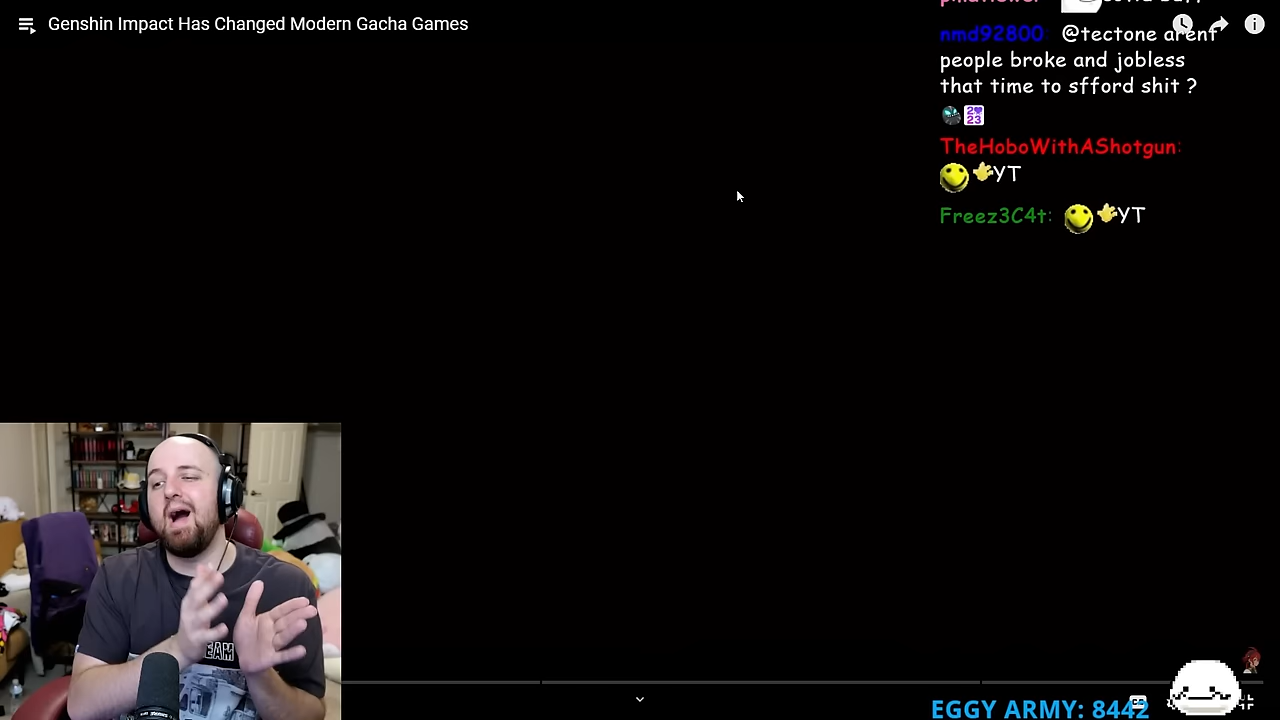 Genshin Impact Has Changed Modern Gacha Games
nmd92800: @tectone arent
people broke and jobless
that time to sfford shit ?
TheHoboWithAShotgun:
YT
Freez3C4t: YT
EAM
EGGY ARMY: 8442